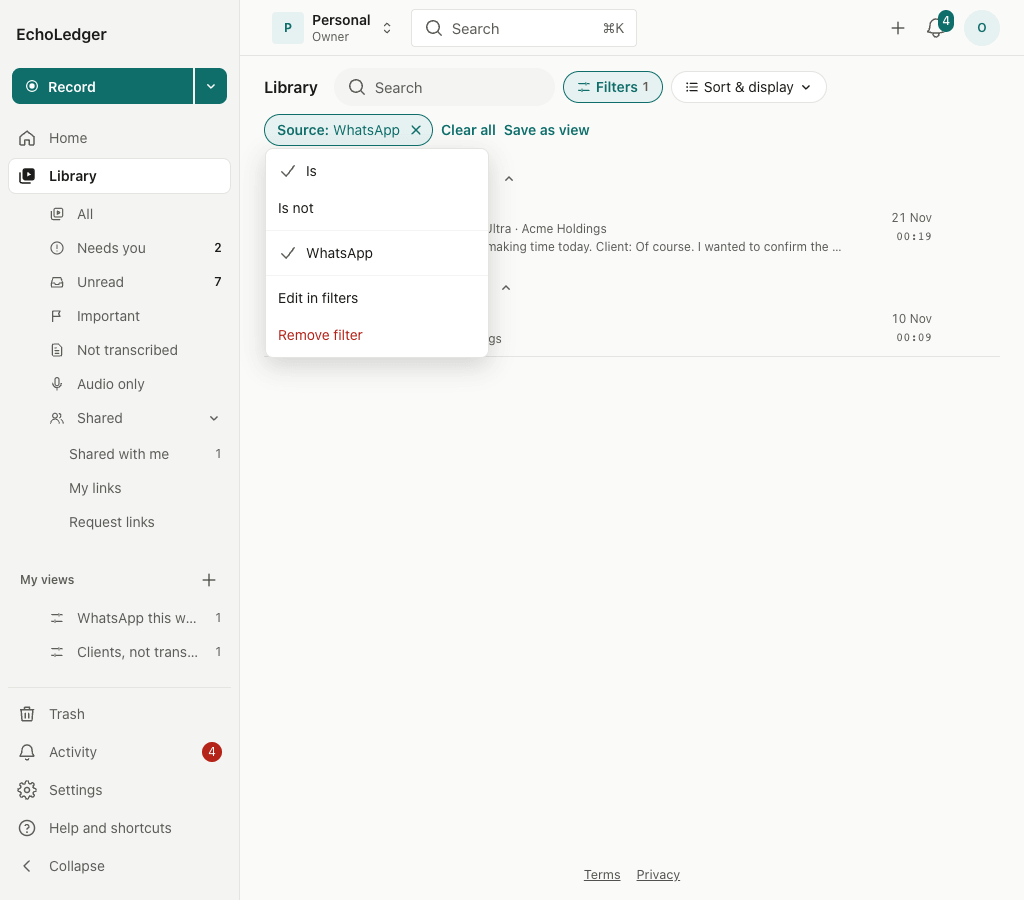 EchoLedger
P
Personal
Owner
Search
⌘K
4
O
Record
Home
Library
All
Needs you 2
Unread 7
Important
Not transcribed
Audio only
Shared
Shared with me 1
My links
Request links
My views
WhatsApp this w... 1
Clients, not trans... 1
Trash
Activity 4
Settings
Help and shortcuts
Collapse
Library
Search
Filters 1
Sort & display
Source: WhatsApp
Clear all
Save as view
Is
Is not
WhatsApp
Edit in filters
Remove filter
21 Nov
Ultra · Acme Holdings
00:19
making time today. Client: Of course. I wanted to confirm the ...
10 Nov
00:09
gs
Terms
Privacy